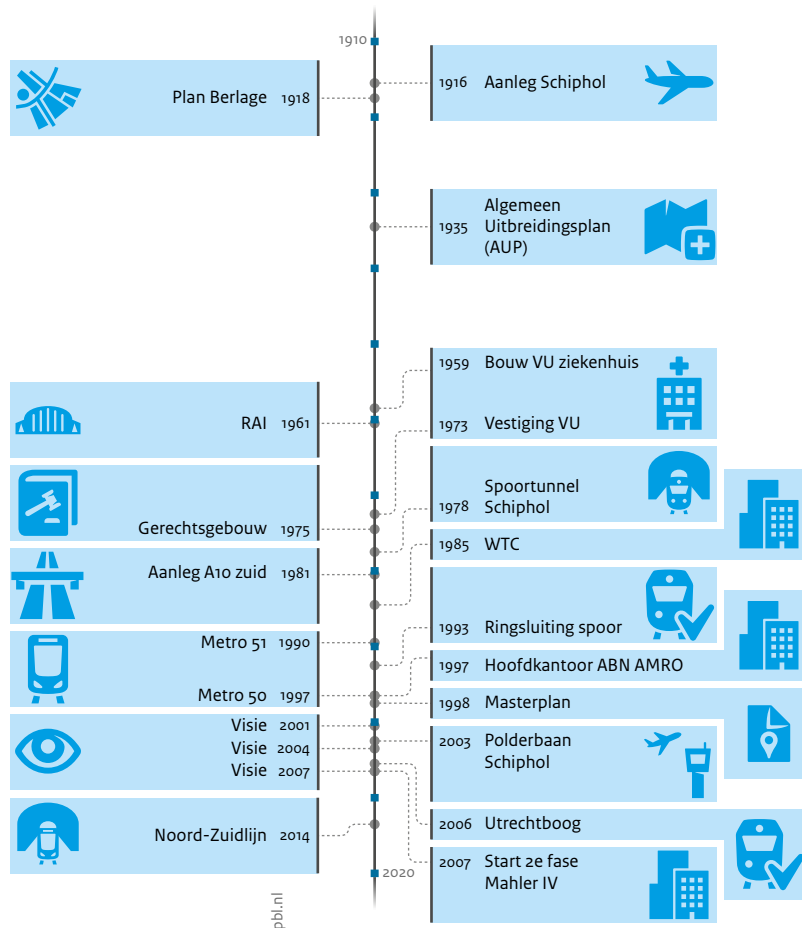 1910
Plan Berlage 1918
1916 Aanleg Schiphol
1935 Algemeen
Uitbreidingsplan
(AUP)
1959 Bouw VU ziekenhuis
RAI 1961
1973 Vestiging VU
Spoortunnel
1978 Schiphol
Gerechtsgebouw 1975
1985 WTC
Aanleg A10 zuid 1981
1993 Ringsluiting spoor
Metro 51 1990
1997 Hoofdkantoor ABN AMRO
Metro 50 1997
1998 Masterplan
Visie 2001
Visie 2004
Visie 2007
2003 Polderbaan
Schiphol
2006 Utrechtboog
Noord-Zuidlijn 2014
2007 Start 2e fase
Mahler IV
2020
pbl.nl